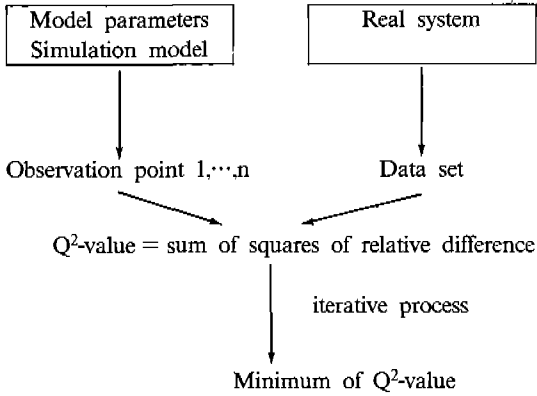 Model parameters
Simulation model
Real system
Observation point 1,⋯,n
Data set
Q²-value = sum of squares of relative difference
iterative process
Minimum of Q²-value